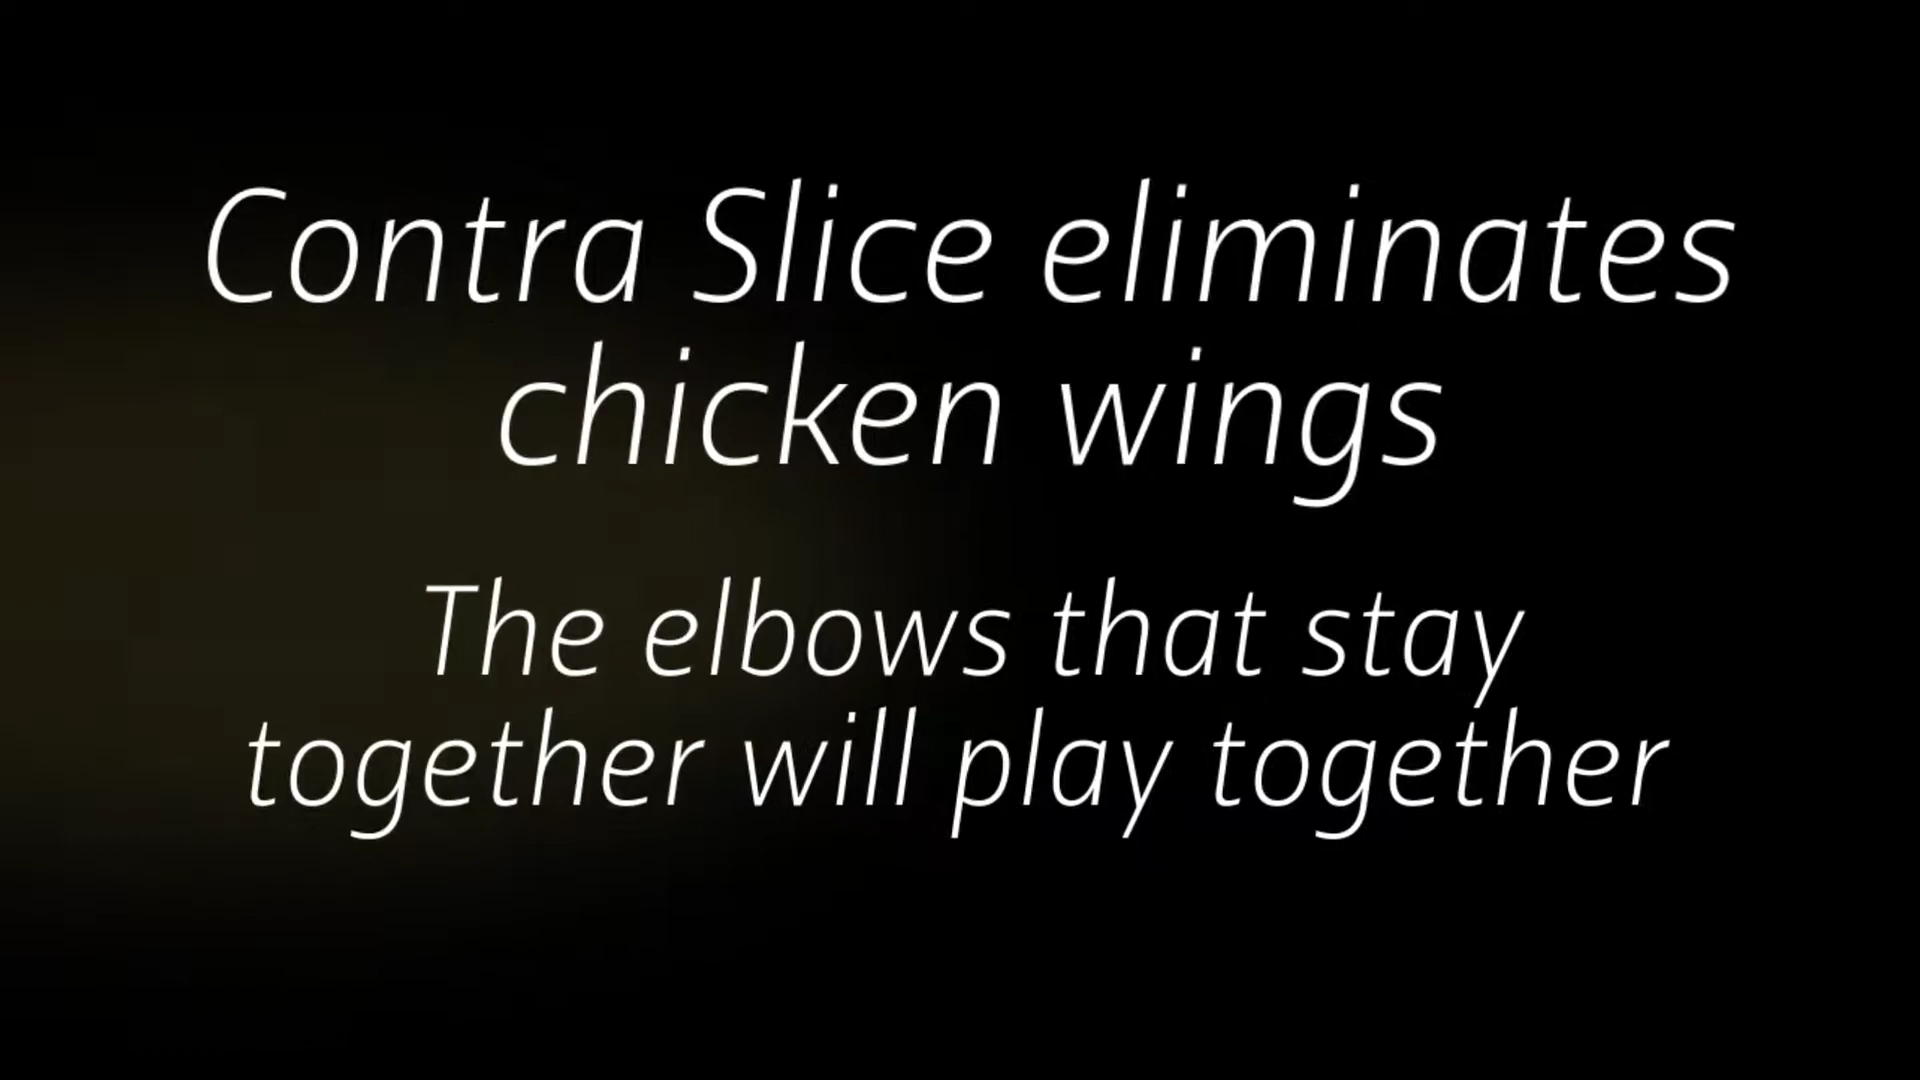 Contra Slice eliminates
chicken wings
The elbows that stay
together will play together